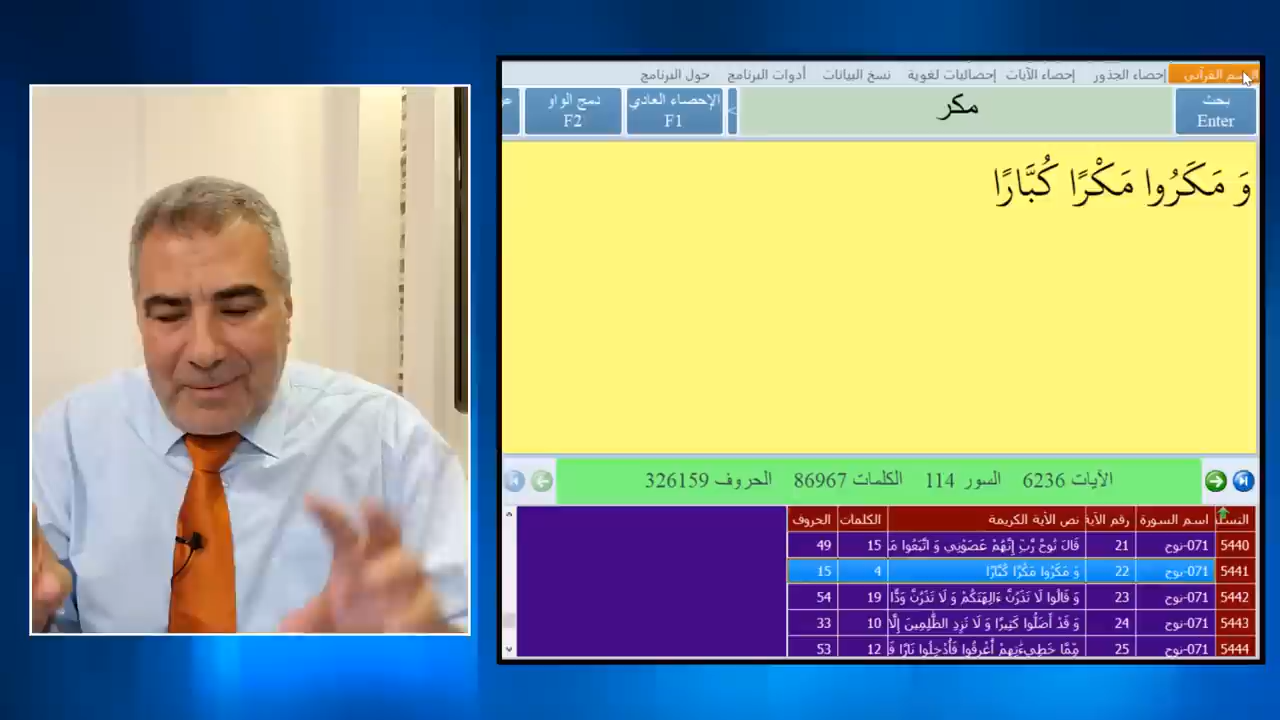 الرسم القرآني إحصاء الجذور إحصاء الآيات إحصائيات لغوية نسخ البيانات أدوات البرنامج حول البرنامج
بحث Enter
مكر
>
الإحصاء العادي F1
دمج الواو F2
وَ مَكَرُوا مَكْرًا كُبَّارًا
الآيات 6236 السور 114 الكلمات 86967 الحروف 326159
اسم السورة رقم الآية نص الآية الكريمة الكلمات الحروف
5440 071-نوح 21 قَالَ نُوحٌ رَّبِّ إِنَّهُمْ عَصَوْنِي وَ اتَّبَعُوا 15 49
5441 071-نوح 22 وَ مَكَرُوا مَكْرًا كُبَّارًا 4 15
5442 071-نوح 23 وَ قَالُوا لَا تَذَرُنَّ ءَالِهَتَكُمْ وَ لَا تَذَرُنَّ وَدًّا 19 54
5443 071-نوح 24 وَ قَدْ أَضَلُّوا كَثِيرًا وَ لَا تَزِدِ الظَّٰلِمِينَ إِلَّا 10 33
5444 071-نوح 25 مِّمَّا خَطِيـَٰٔتِهِمْ أُغْرِقُوا فَأُدْخِلُوا نَارًا 12 53